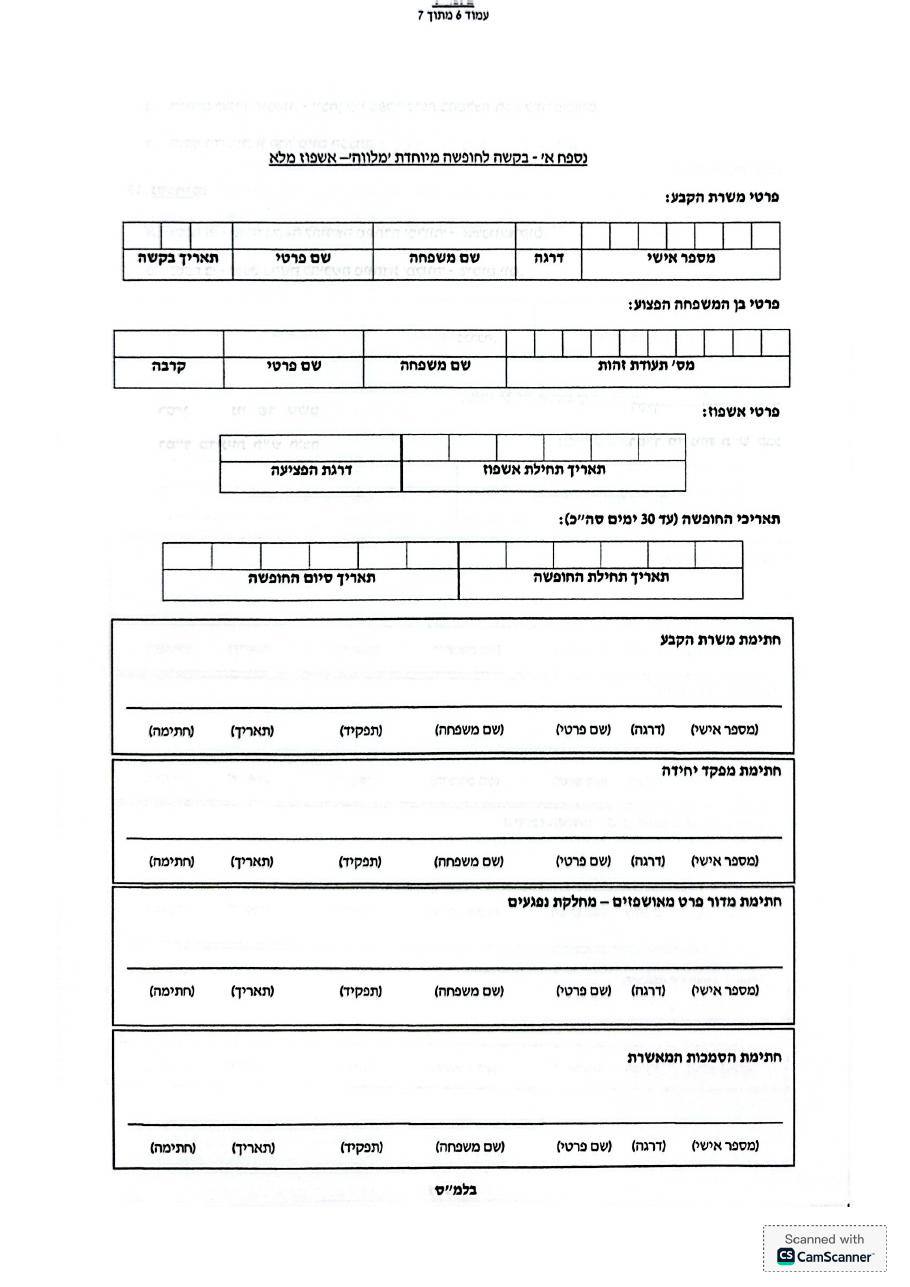 עמוד 6 מתוך 7
נספח א' - בקשה לחופשה מיוחדת 'מלווה' – אשפוז מלא
פרטי משרת הקבע:
מספר אישי דרגה שם משפחה שם פרטי תאריך בקשה
פרטי בן המשפחה הפצוע:
מס' תעודת זהות שם משפחה שם פרטי קרבה
פרטי אשפוז:
תאריך תחילת אשפוז דרגת הפציעה
תאריכי החופשה (עד 30 ימים סה"כ):
תאריך תחילת החופשה תאריך סיום החופשה
חתימת משרת הקבע
(מספר אישי) (דרגה) (שם פרטי) (שם משפחה) (תפקיד) (תאריך) (חתימה)
חתימת מפקד יחידה
(מספר אישי) (דרגה) (שם פרטי) (שם משפחה) (תפקיד) (תאריך) (חתימה)
חתימת מדור פרט מאושפזים – מחלקת נפגעים
(מספר אישי) (דרגה) (שם פרטי) (שם משפחה) (תפקיד) (תאריך) (חתימה)
חתימת הסמכות המאשרת
(מספר אישי) (דרגה) (שם פרטי) (שם משפחה) (תפקיד) (תאריך) (חתימה)
בלמ"ס
Scanned with
CS CamScanner